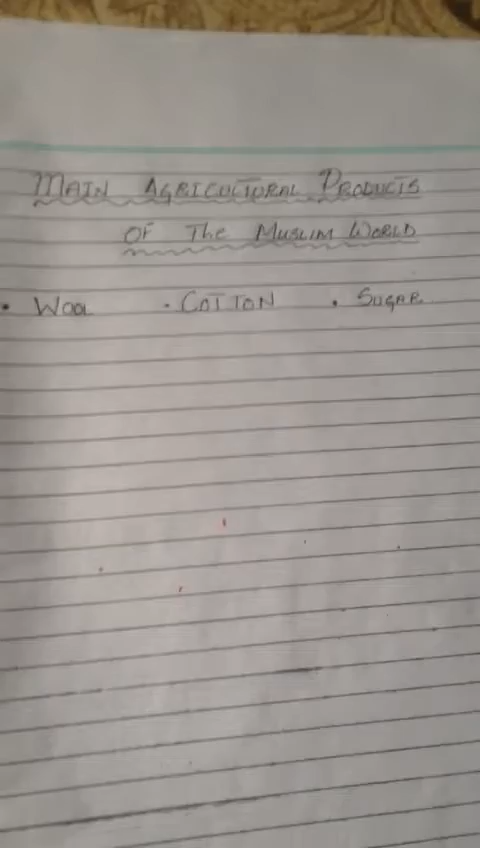 MAIN AGRICULTURAL PRODUCTS
OF The MUSLIM WORLD
• WOOL • COTTON • SUGAR